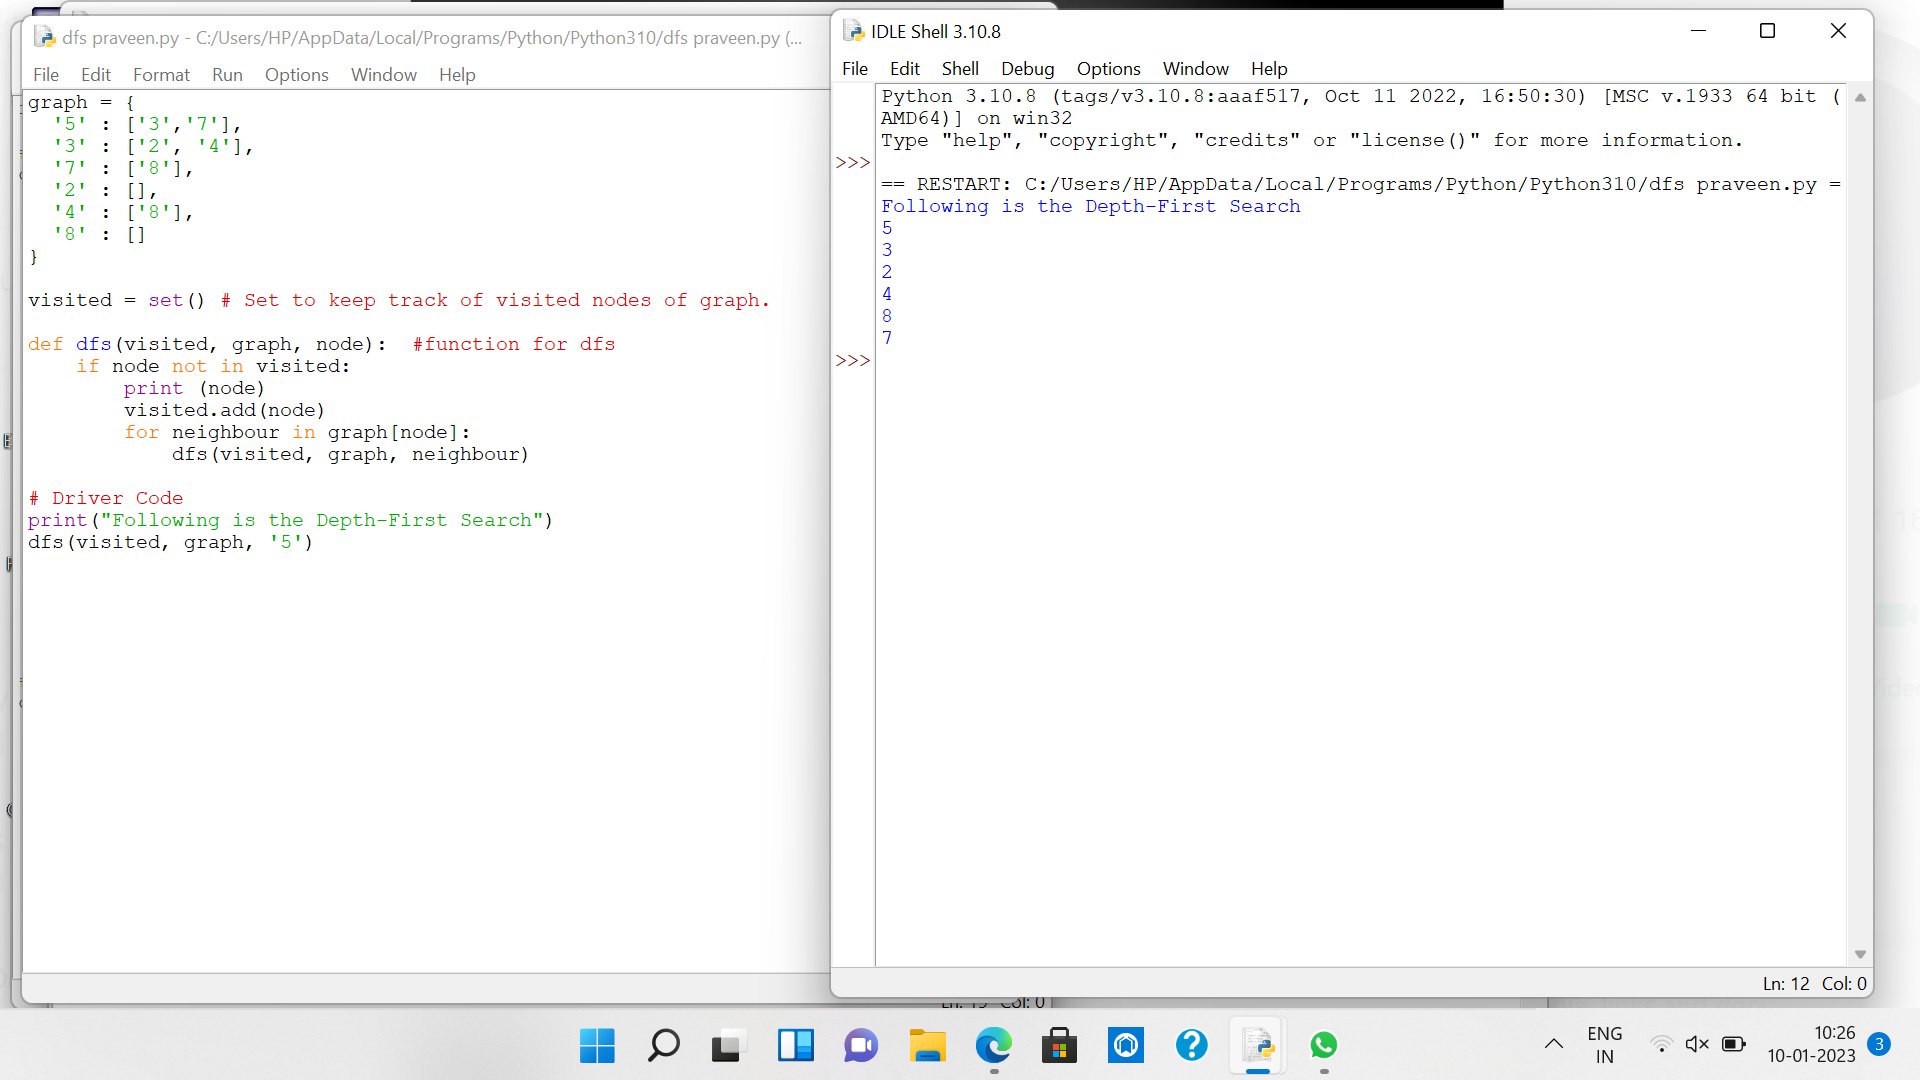 dfs praveen.py - C:/Users/HP/AppData/Local/Programs/Python/Python310/dfs praveen.py (...
File Edit Format Run Options Window Help
graph = {
  '5' : ['3','7'],
  '3' : ['2', '4'],
  '7' : ['8'],
  '2' : [],
  '4' : ['8'],
  '8' : []
}
visited = set() # Set to keep track of visited nodes of graph.
def dfs(visited, graph, node):  #function for dfs
    if node not in visited:
        print (node)
        visited.add(node)
        for neighbour in graph[node]:
            dfs(visited, graph, neighbour)
# Driver Code
print("Following is the Depth-First Search")
dfs(visited, graph, '5')
IDLE Shell 3.10.8
File Edit Shell Debug Options Window Help
Python 3.10.8 (tags/v3.10.8:aaaf517, Oct 11 2022, 16:50:30) [MSC v.1933 64 bit (
AMD64)] on win32
Type "help", "copyright", "credits" or "license()" for more information.
>>>
== RESTART: C:/Users/HP/AppData/Local/Programs/Python/Python310/dfs praveen.py =
Following is the Depth-First Search
5
3
2
4
8
7
>>>
Ln: 12 Col: 0
Col: 0
ENG
IN
10:26
10-01-2023
3